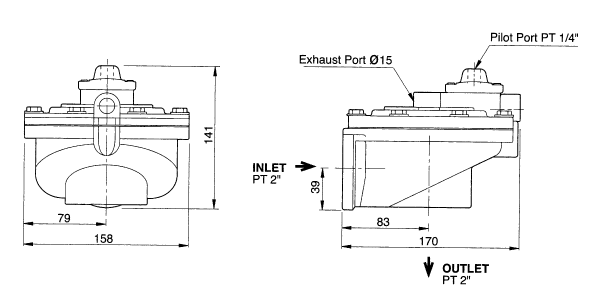 Pilot Port PT 1/4"
Exhaust Port Ø15
141
INLET
PT 2"
39
79
158
83
170
OUTLET
PT 2"